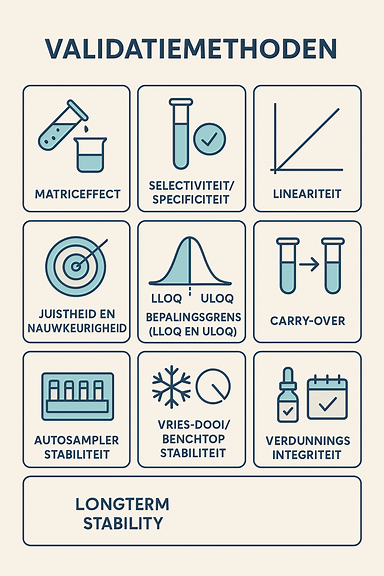 VALIDATIEMETHODEN
MATRICEFFECT
SELECTIVITEIT/
SPECIFICITEIT
LINEARITEIT
JUISTHEID EN
NAUWKEURIGHEID
LLOQ ULOQ
BEPALINGSGRENS
(LLOQ EN ULOQ)
CARRY-OVER
AUTOSAMPLER
STABILITEIT
VRIES-DOOI/
BENCHTOP
STABILITEIT
VERDUNNINGS
INTEGRITEIT
LONGTERM
STABILITY